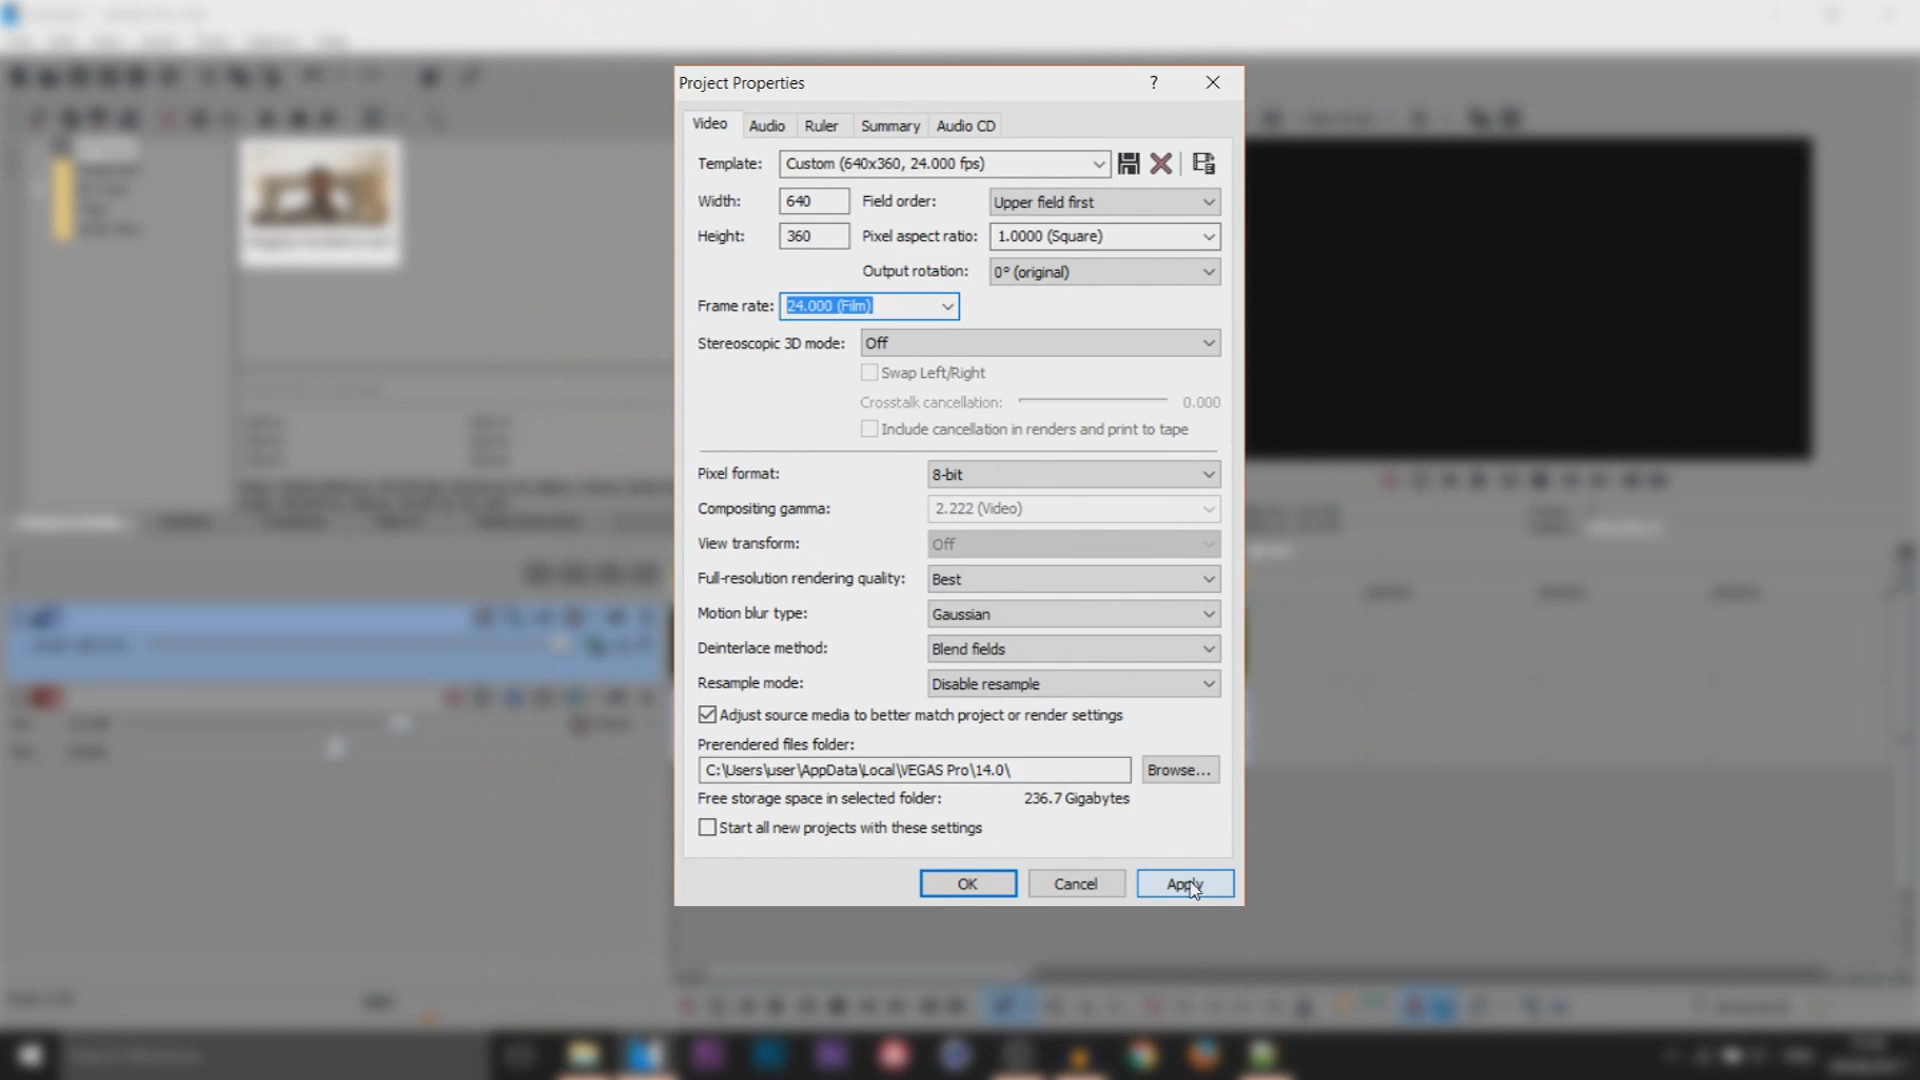 Project Properties
?
Video Audio Ruler Summary Audio CD
Template: Custom (640x360, 24.000 fps)
Width: 640 Field order: Upper field first
Height: 360 Pixel aspect ratio: 1.0000 (Square)
Output rotation: 0° (original)
Frame rate: 24.000 (Film)
Stereoscopic 3D mode: Off
Swap Left/Right
Crosstalk cancellation: 0.000
Include cancellation in renders and print to tape
Pixel format: 8-bit
Compositing gamma: 2.222 (Video)
View transform: Off
Full-resolution rendering quality: Best
Motion blur type: Gaussian
Deinterlace method: Blend fields
Resample mode: Disable resample
Adjust source media to better match project or render settings
Prerendered files folder:
C:\Users\user\AppData\Local\VEGAS Pro\14.0\ Browse...
Free storage space in selected folder: 236.7 Gigabytes
Start all new projects with these settings
OK Cancel Apply